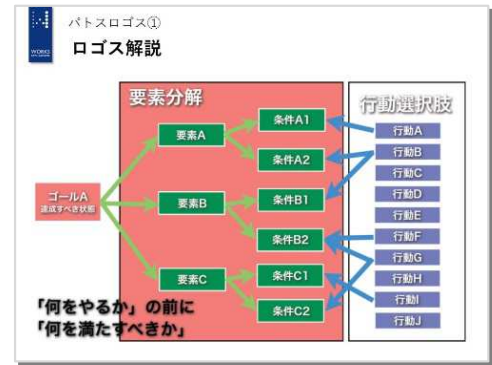 パトスロゴス①
ロゴス解説
WORKS
要素分解
行動選択肢
ゴールA
達成すべき状態
要素A
要素B
要素C
条件A1
条件A2
条件B1
条件B2
条件C1
条件C2
行動A
行動B
行動C
行動D
行動E
行動F
行動G
行動H
行動I
行動J
「何をやるか」の前に
「何を満たすべきか」